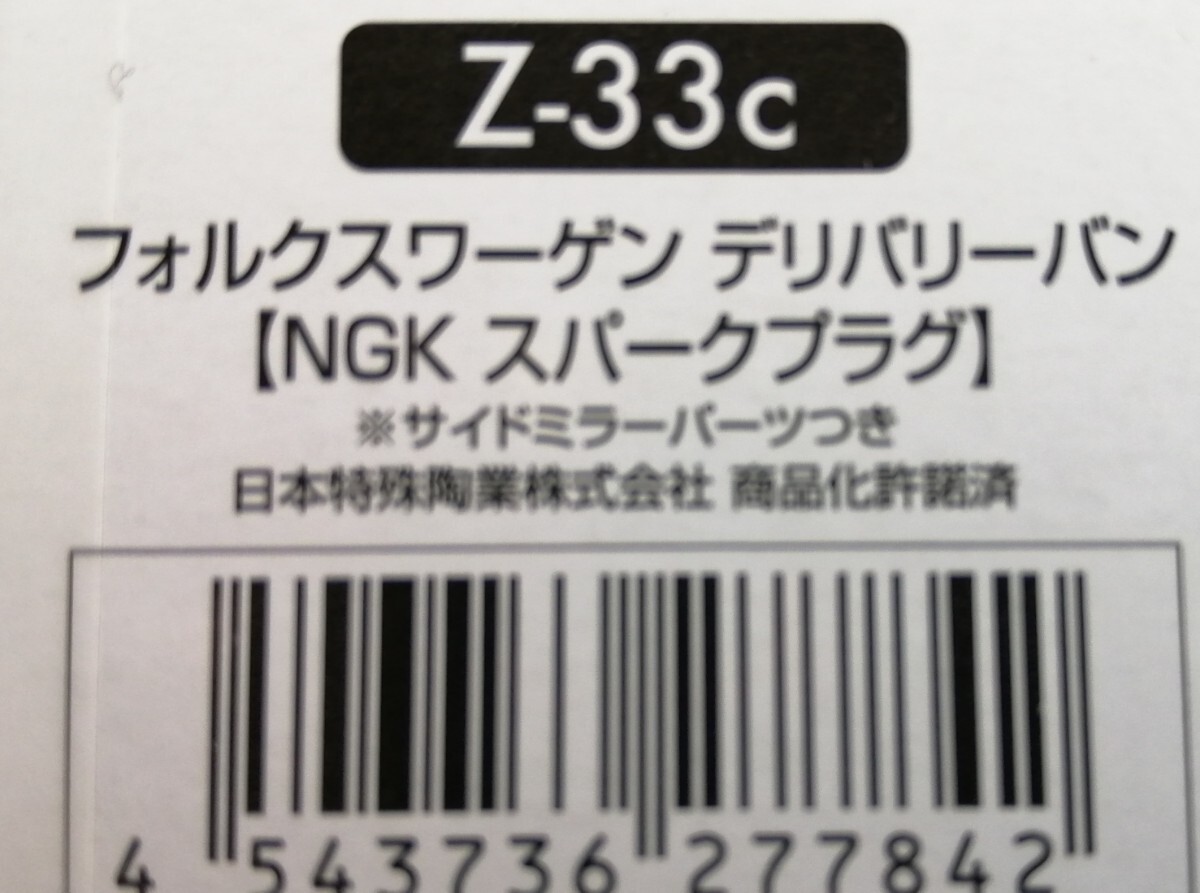 Z-33c
フォルクスワーゲン デリバリーバン
【NGK スパークプラグ】
※サイドミラーパーツつき
日本特殊陶業株式会社 商品化許諾済
4 543736 277842